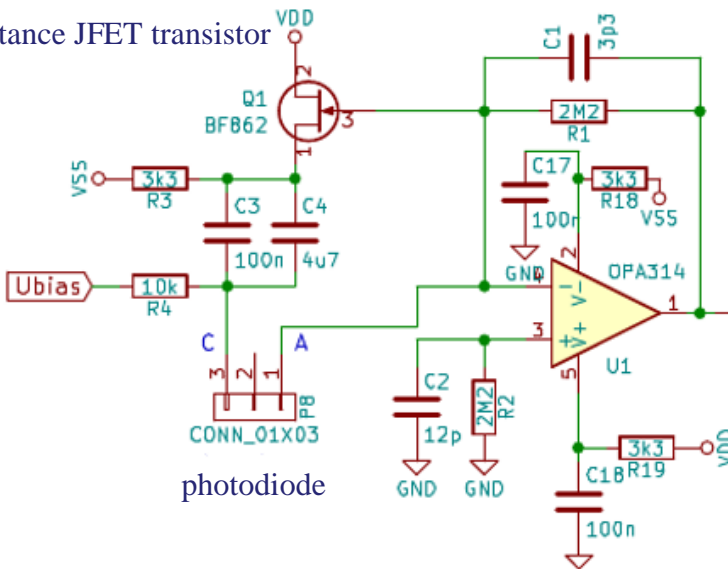 tance JFET transistor
VDD
C1
3p3
Q1
BF862
2
3
1
2M2
R1
VSS
3k3
R3
C3
100n
C4
4u7
C17
100n
3k3
R18
VSS
GND
2
OPA314
4
V-
1
Ubias
10k
R4
3
V+
5
U1
C
A
3
2
1
P8
CONN_01X03
C2
12p
2M2
R2
GND
GND
3k3
R19
VDD
C18
100n
photodiode